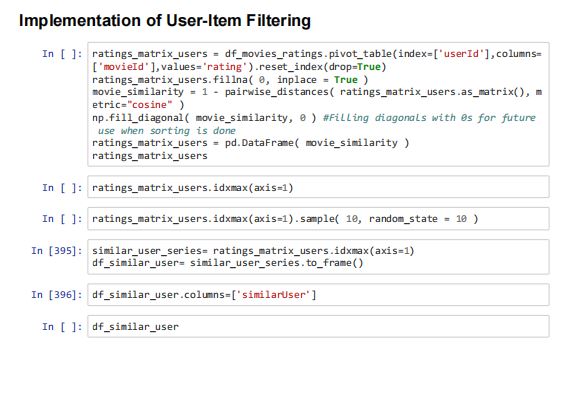 Implementation of User-Item Filtering
In [ ]: ratings_matrix_users = df_movies_ratings.pivot_table(index=['userId'],columns=
['movieId'],values='rating').reset_index(drop=True)
ratings_matrix_users.fillna( 0, inplace = True )
movie_similarity = 1 - pairwise_distances( ratings_matrix_users.as_matrix(), m
etric="cosine" )
np.fill_diagonal( movie_similarity, 0 ) #Filling diagonals with 0s for future
use when sorting is done
ratings_matrix_users = pd.DataFrame( movie_similarity )
ratings_matrix_users
In [ ]: ratings_matrix_users.idxmax(axis=1)
In [ ]: ratings_matrix_users.idxmax(axis=1).sample( 10, random_state = 10 )
In [395]: similar_user_series= ratings_matrix_users.idxmax(axis=1)
df_similar_user= similar_user_series.to_frame()
In [396]: df_similar_user.columns=['similarUser']
In [ ]: df_similar_user